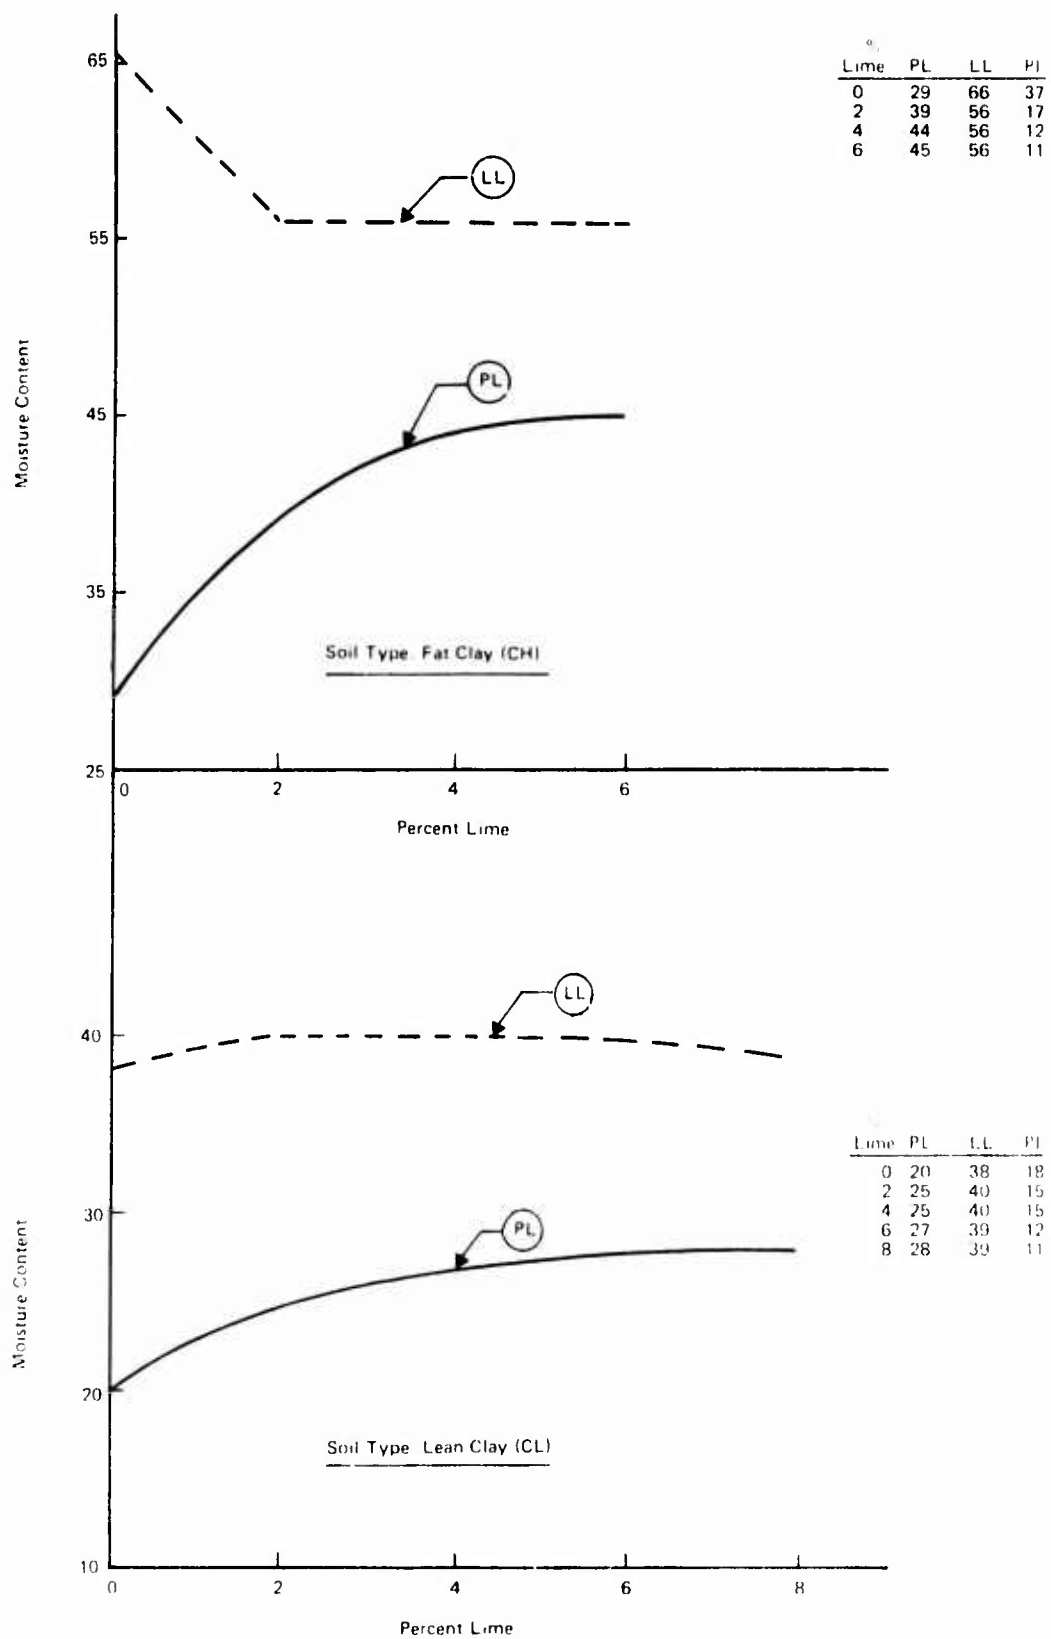 65
%
Lime PL LL PI
0 29 66 37
2 39 56 17
4 44 56 12
6 45 56 11
LL
55
Moisture Content
PL
45
35
Soil Type. Fat Clay (CH)
25
0 2 4 6
Percent Lime
LL
40
Lime PL LL PI
0 20 38 18
2 25 40 15
4 25 40 15
6 27 39 12
8 28 39 11
30
PL
Moisture Content
20
Soil Type Lean Clay (CL)
10
0 2 4 6 8
Percent Lime